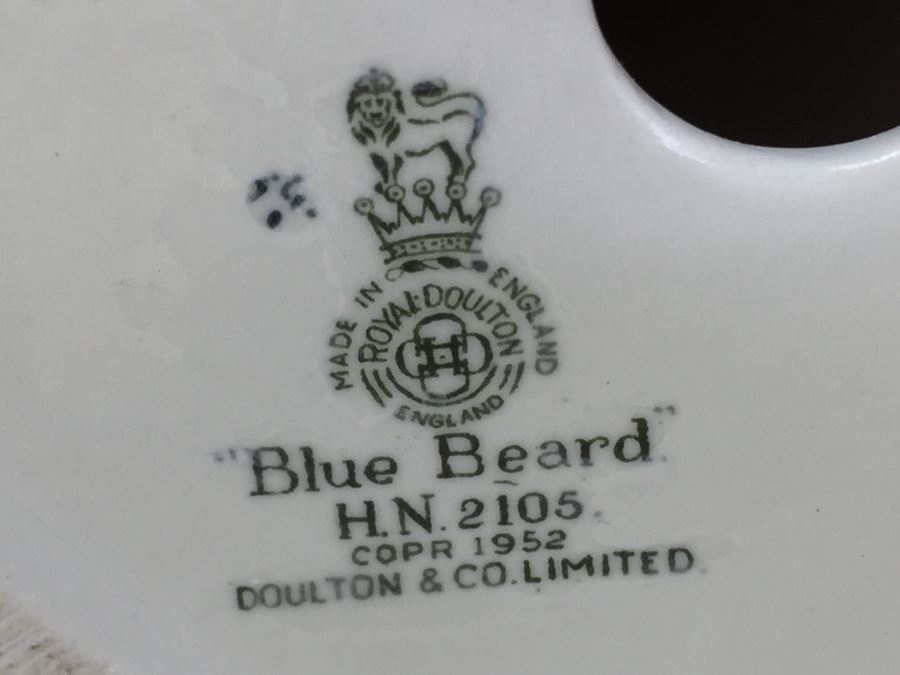 MADE IN ENGLAND
ROYAL DOULTON
ENGLAND
"Blue Beard".
H.N. 2105.
COPR 1952
DOULTON & CO. LIMITED.